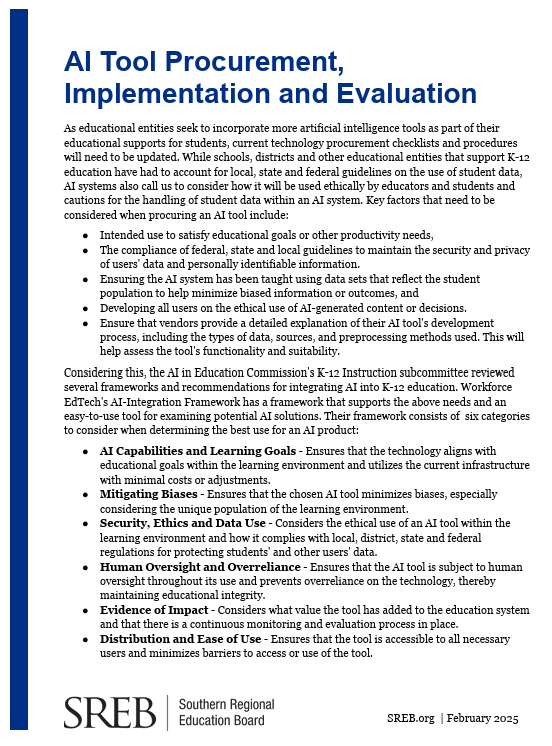 AI Tool Procurement,
Implementation and Evaluation
As educational entities seek to incorporate more artificial intelligence tools as part of their
educational supports for students, current technology procurement checklists and procedures
will need to be updated. While schools, districts and other educational entities that support K-12
education have had to account for local, state and federal guidelines on the use of student data,
AI systems also call us to consider how it will be used ethically by educators and students and
cautions for the handling of student data within an AI system. Key factors that need to be
considered when procuring an AI tool include:
● Intended use to satisfy educational goals or other productivity needs,
● The compliance of federal, state and local guidelines to maintain the security and privacy
of users' data and personally identifiable information.
● Ensuring the AI system has been taught using data sets that reflect the student
population to help minimize biased information or outcomes, and
● Developing all users on the ethical use of AI-generated content or decisions.
● Ensure that vendors provide a detailed explanation of their AI tool's development
process, including the types of data, sources, and preprocessing methods used. This will
help assess the tool's functionality and suitability.
Considering this, the AI in Education Commission's K-12 Instruction subcommittee reviewed
several frameworks and recommendations for integrating AI into K-12 education. Workforce
EdTech's AI-Integration Framework has a framework that supports the above needs and an
easy-to-use tool for examining potential AI solutions. Their framework consists of six categories
to consider when determining the best use for an AI product:
● AI Capabilities and Learning Goals - Ensures that the technology aligns with
educational goals within the learning environment and utilizes the current infrastructure
with minimal costs or adjustments.
● Mitigating Biases - Ensures that the chosen AI tool minimizes biases, especially
considering the unique population of the learning environment.
● Security, Ethics and Data Use - Considers the ethical use of an AI tool within the
learning environment and how it complies with local, district, state and federal
regulations for protecting students' and other users' data.
● Human Oversight and Overreliance - Ensures that the AI tool is subject to human
oversight throughout its use and prevents overreliance on the technology, thereby
maintaining educational integrity.
● Evidence of Impact - Considers what value the tool has added to the education system
and that there is a continuous monitoring and evaluation process in place.
● Distribution and Ease of Use - Ensures that the tool is accessible to all necessary
users and minimizes barriers to access or use of the tool.
SREB
Southern Regional
Education Board
SREB.org | February 2025